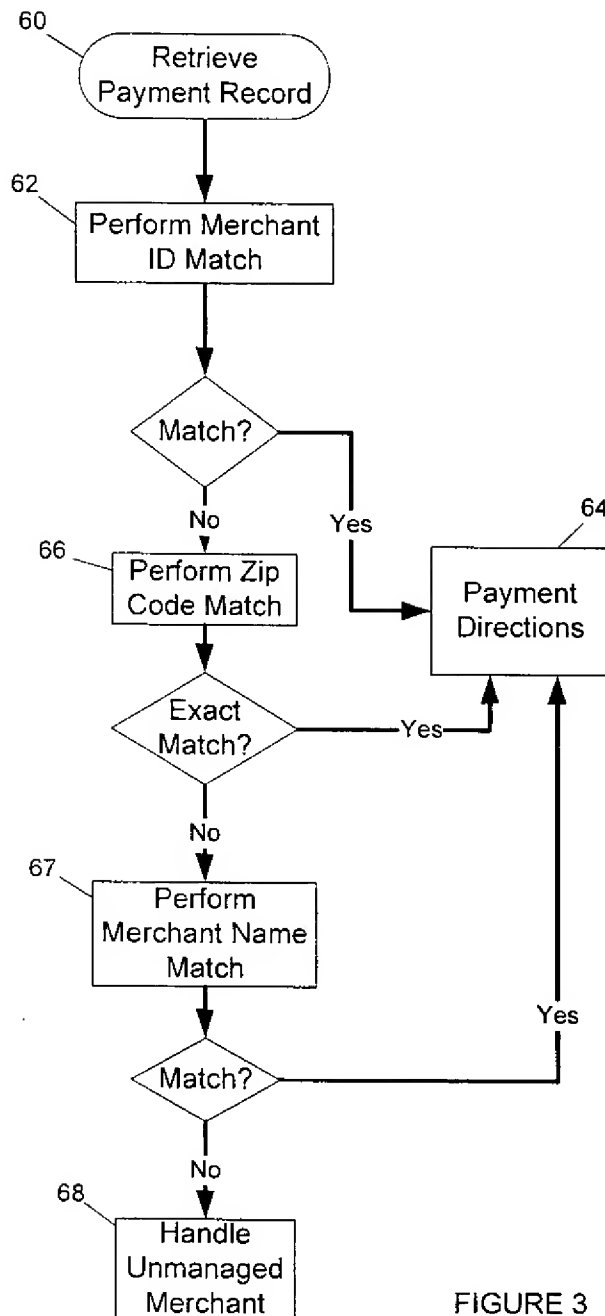 60
Retrieve
Payment Record
62
Perform Merchant
ID Match
Match?
Yes
No
64
Payment
Directions
66
Perform Zip
Code Match
Exact
Match?
Yes
No
67
Perform
Merchant Name
Match
Yes
Match?
No
68
Handle
Unmanaged
Merchant
FIGURE 3